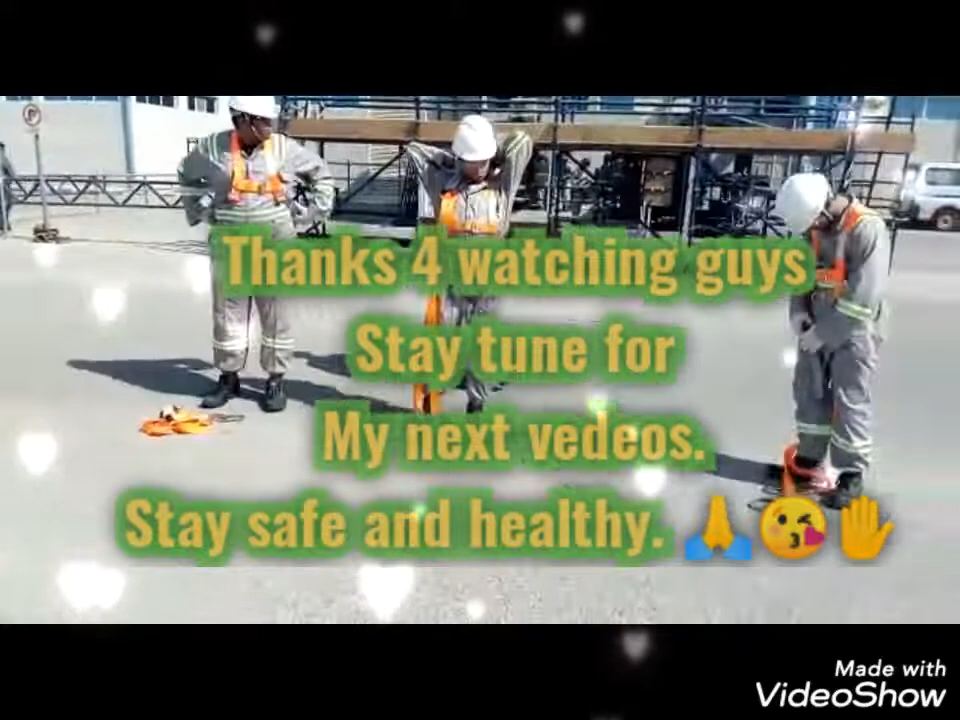 Thanks 4 watching guys
Stay tune for
My next vedeos.
Stay safe and healthy. 🙏😘🤚
Made with
VideoShow